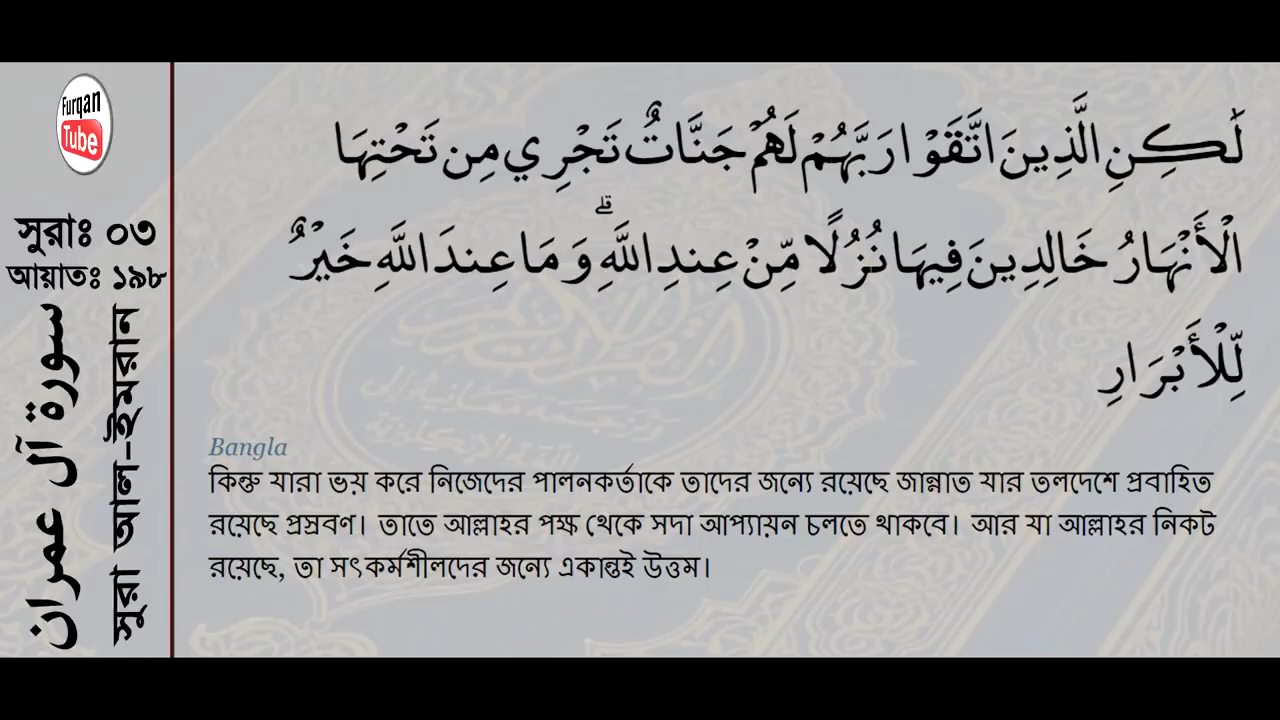 Furqan
Tube
সুরাঃ ০৩
আয়াতঃ ১৯৮
سورة آل عمران
সুরা আল-ইমরান
لَٰكِنِ الَّذِينَ اتَّقَوْا رَبَّهُمْ لَهُمْ جَنَّاتٌ تَجْرِي مِن تَحْتِهَا
الْأَنْهَارُ خَالِدِينَ فِيهَا نُزُلًا مِّنْ عِندِ اللَّهِ ۗ وَمَا عِندَ اللَّهِ خَيْرٌ
لِّلْأَبْرَارِ
Bangla
কিন্তু যারা ভয় করে নিজেদের পালনকর্তাকে তাদের জন্যে রয়েছে জান্নাত যার তলদেশে প্রবাহিত
রয়েছে প্রস্রবণ। তাতে আল্লাহর পক্ষ থেকে সদা আপ্যায়ন চলতে থাকবে। আর যা আল্লাহর নিকট
রয়েছে, তা সৎকর্মশীলদের জন্যে একান্তই উত্তম।